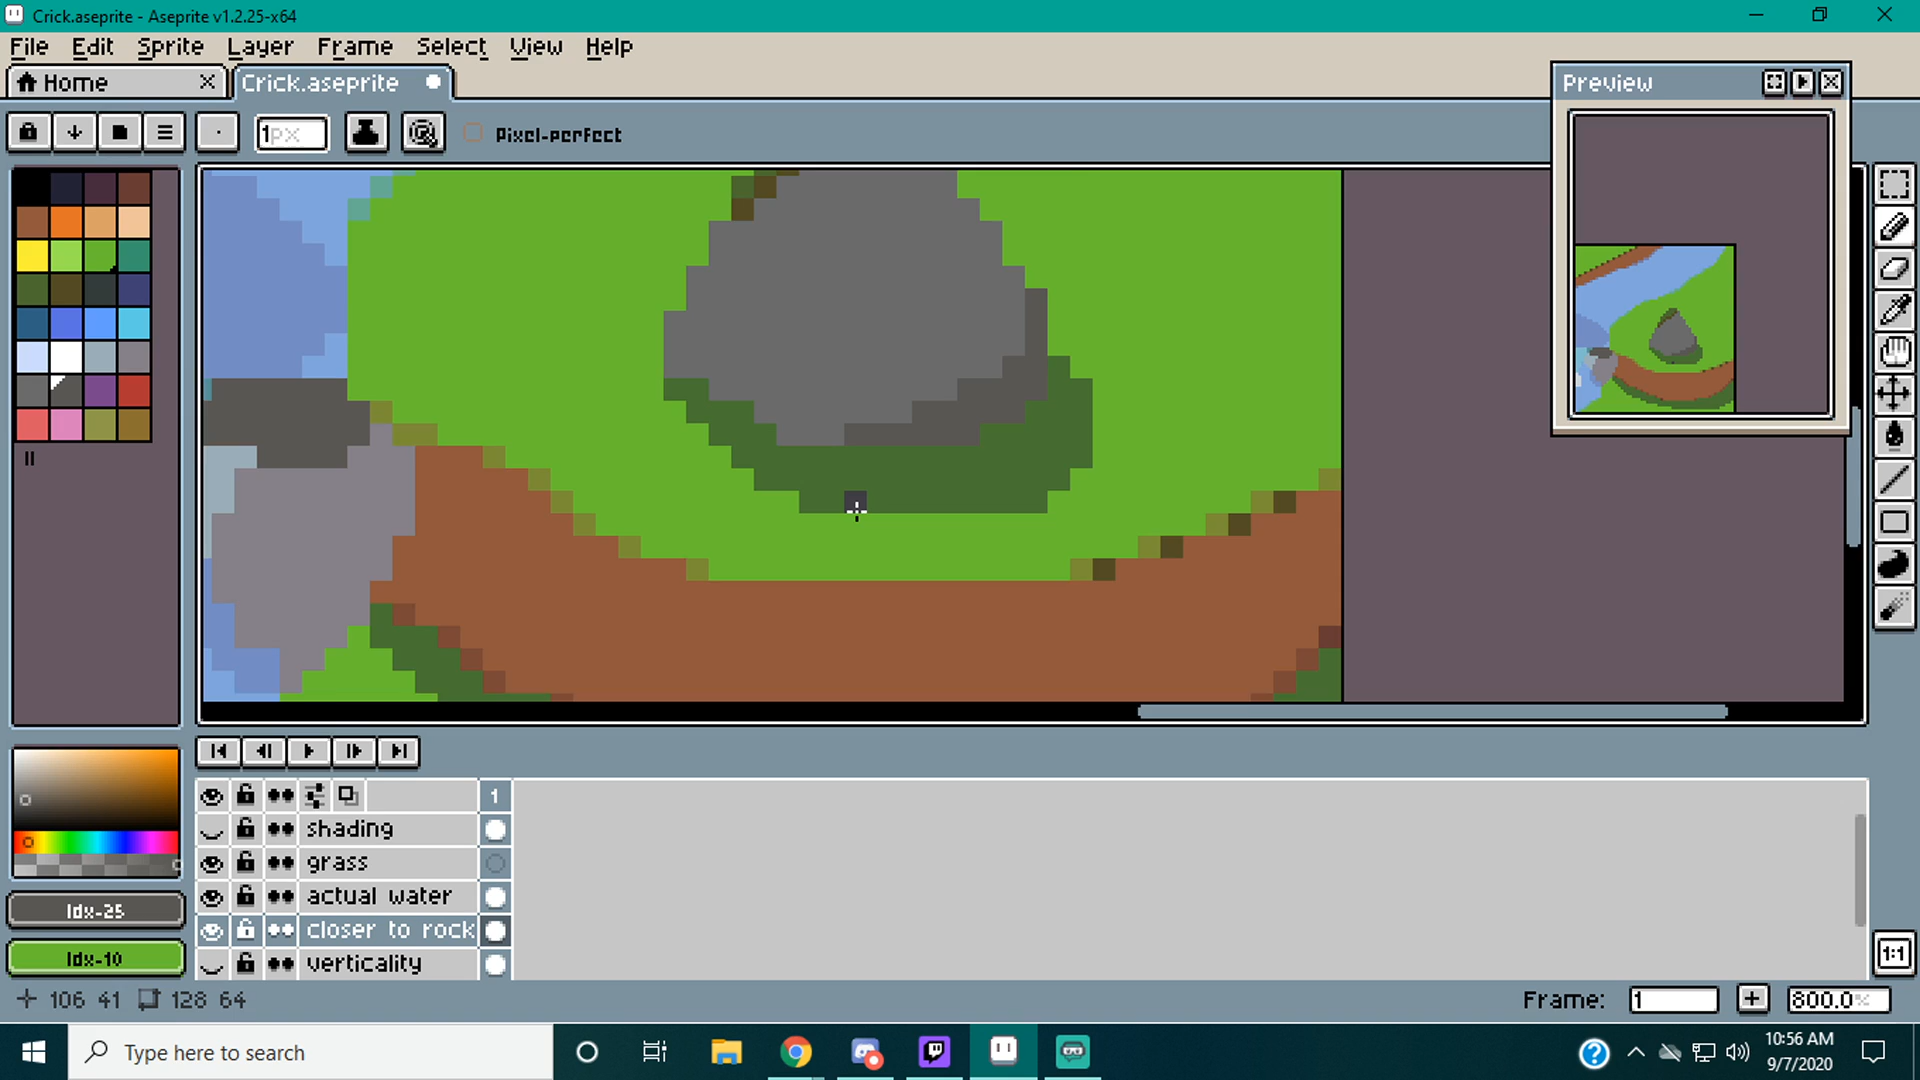 Crick.aseprite - Aseprite v1.2.25-x64
File Edit Sprite Layer Frame Select View Help
Home Crick.aseprite
Preview
1px Pixel-perfect
1
shading
grass
actual water
closer to rock
verticality
Idx-25
Idx-10
1:1
106 41 128 64
Frame: 1 800.0%
Type here to search
10:56 AM
9/7/2020